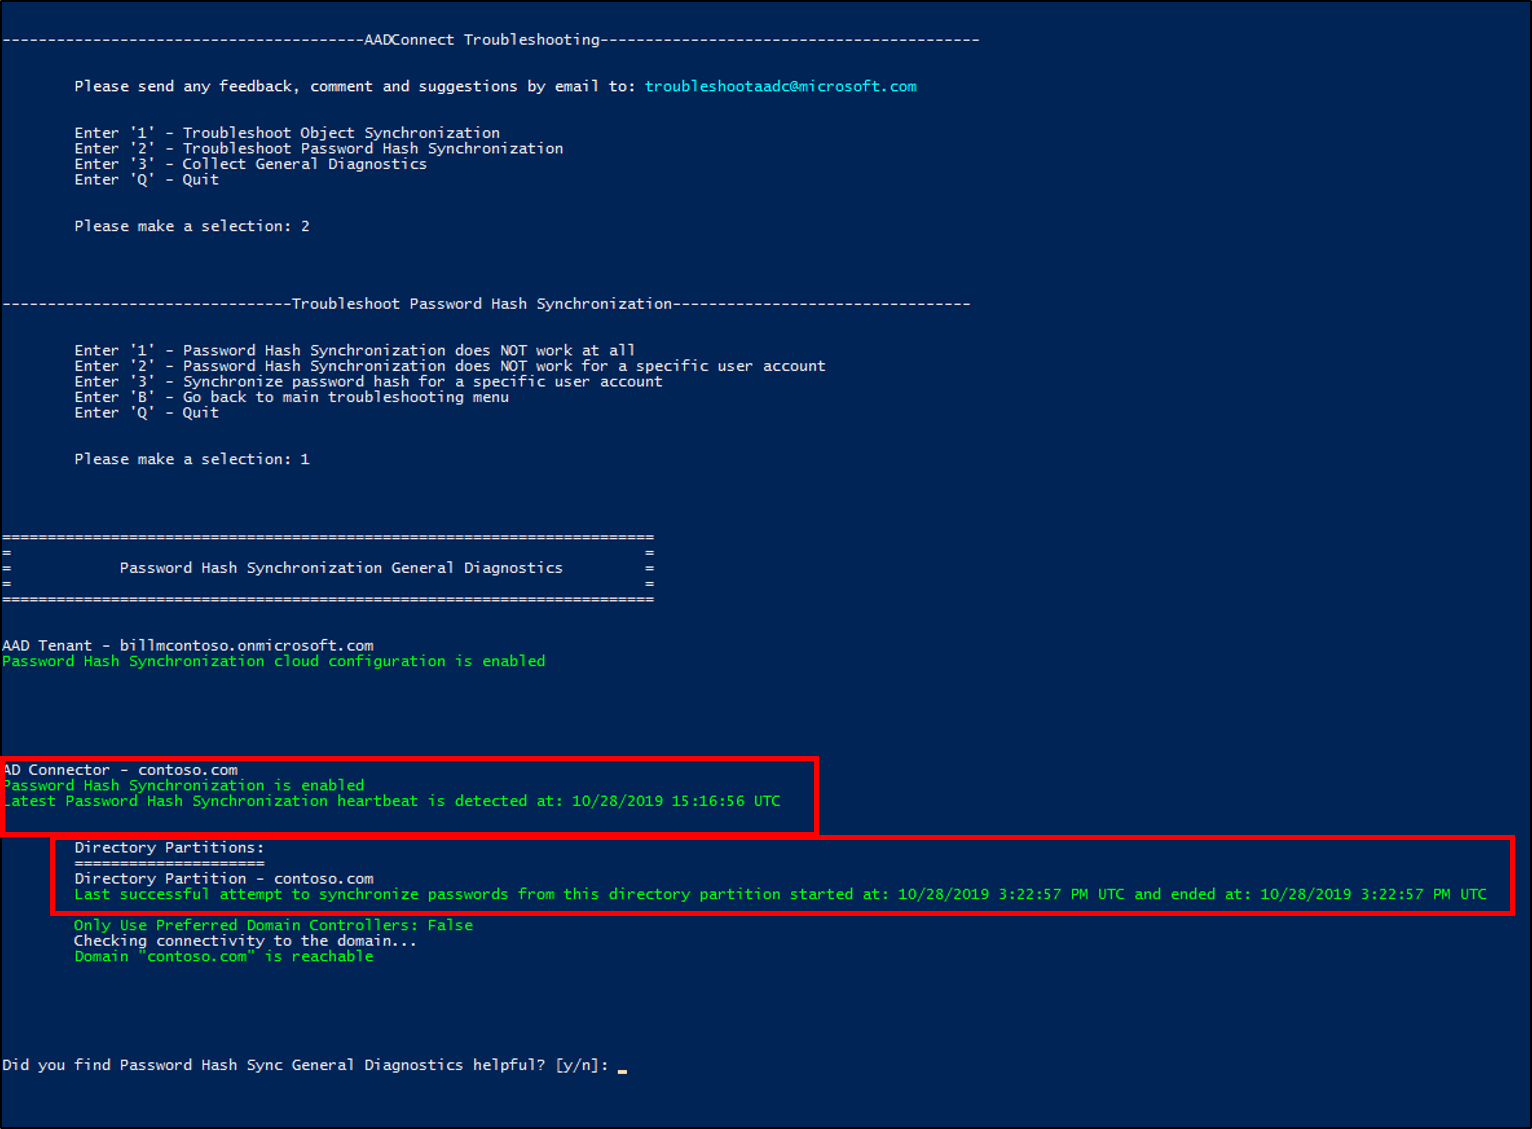 ----------------------------------------AADConnect Troubleshooting------------------------------------------
Please send any feedback, comment and suggestions by email to: troubleshootaadc@microsoft.com
Enter '1' - Troubleshoot Object Synchronization
Enter '2' - Troubleshoot Password Hash Synchronization
Enter '3' - Collect General Diagnostics
Enter 'Q' - Quit
Please make a selection: 2
--------------------------------Troubleshoot Password Hash Synchronization---------------------------------
Enter '1' - Password Hash Synchronization does NOT work at all
Enter '2' - Password Hash Synchronization does NOT work for a specific user account
Enter '3' - Synchronize password hash for a specific user account
Enter 'B' - Go back to main troubleshooting menu
Enter 'Q' - Quit
Please make a selection: 1
========================================================================
=                                                                      =
=            Password Hash Synchronization General Diagnostics         =
=                                                                      =
========================================================================
AAD Tenant - billmcontoso.onmicrosoft.com
Password Hash Synchronization cloud configuration is enabled
AD Connector - contoso.com
Password Hash Synchronization is enabled
Latest Password Hash Synchronization heartbeat is detected at: 10/28/2019 15:16:56 UTC
Directory Partitions:
=====================
Directory Partition - contoso.com
Last successful attempt to synchronize passwords from this directory partition started at: 10/28/2019 3:22:57 PM UTC and ended at: 10/28/2019 3:22:57 PM UTC
Only Use Preferred Domain Controllers: False
Checking connectivity to the domain...
Domain "contoso.com" is reachable
Did you find Password Hash Sync General Diagnostics helpful? [y/n]: _